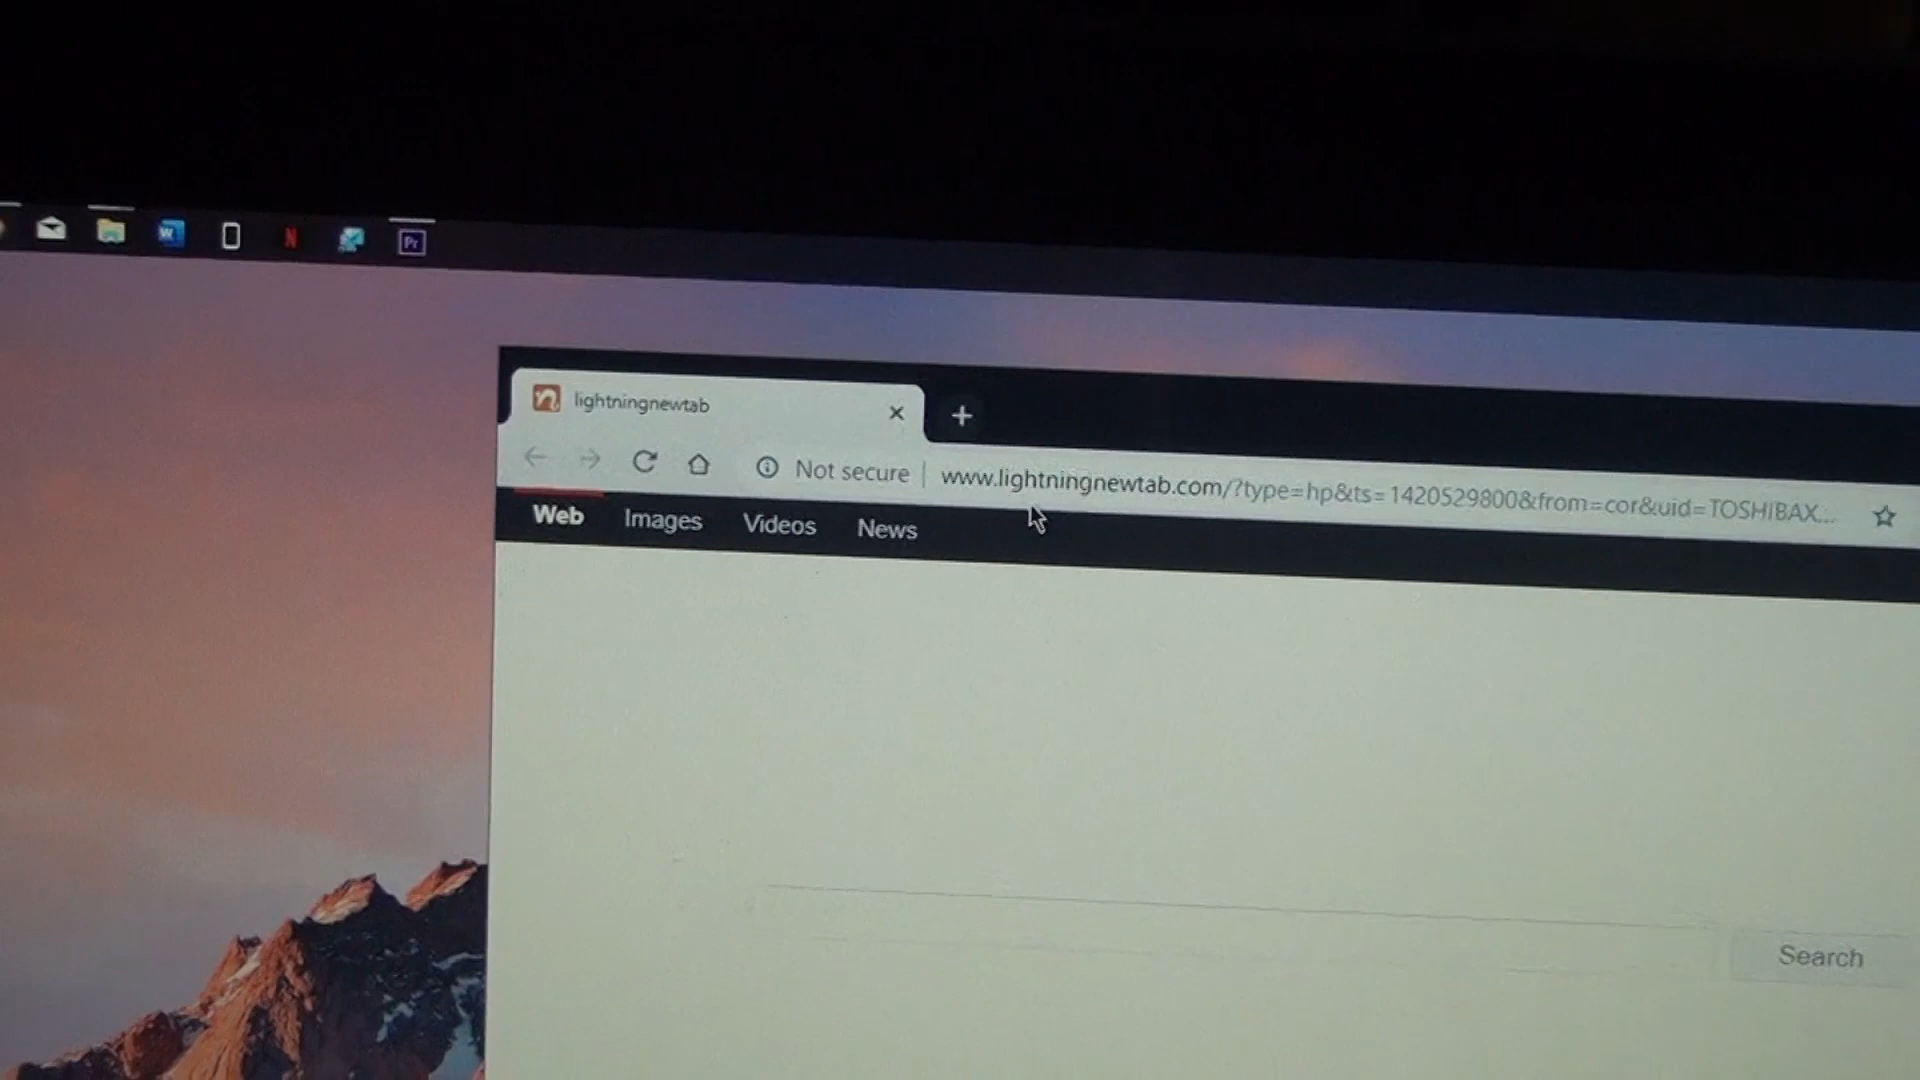 W
N
Pr
lightningnewtab
Not secure | www.lightningnewtab.com/?type=hp&ts=1420529800&from=cor&uid=TOSHIBAX...
Web Images Videos News
Search